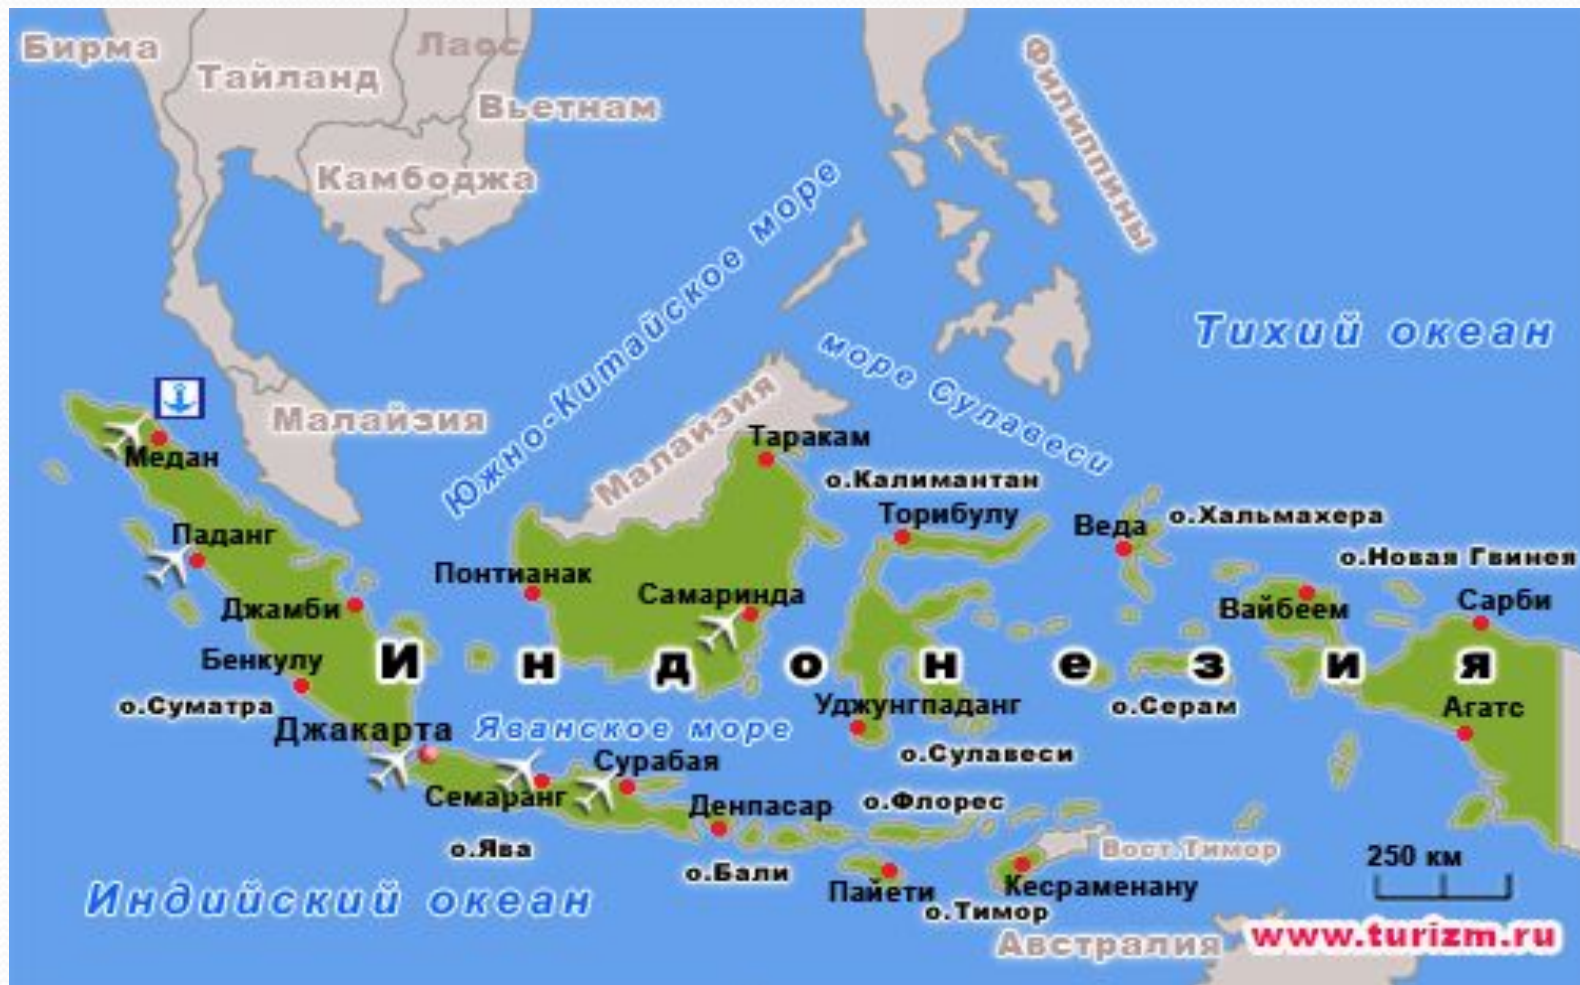 Бирма
Лаос
Тайланд
Вьетнам
Камбоджа
Филиппины
Южно-Китайское море
Тихий океан
море Сулавеси
Малайзия
Малайзия
Таракам
Медан
о.Калимантан
Торибулу
Веда
о.Хальмахера
Паданг
о.Новая Гвинея
Понтианак
Самаринда
Вайбеем
Сарби
Джамби
Бенкулу
Индонезия
о.Суматра
Уджунгпаданг
о.Серам
Агатс
Джакарта
Яванское море
о.Сулавеси
Сурабая
Семаранг
Денпасар
о.Флорес
о.Ява
Вост.Тимор
250 км
о.Бали
Пайети
Кесраменану
Индийский океан
о.Тимор
Австралия
www.turizm.ru